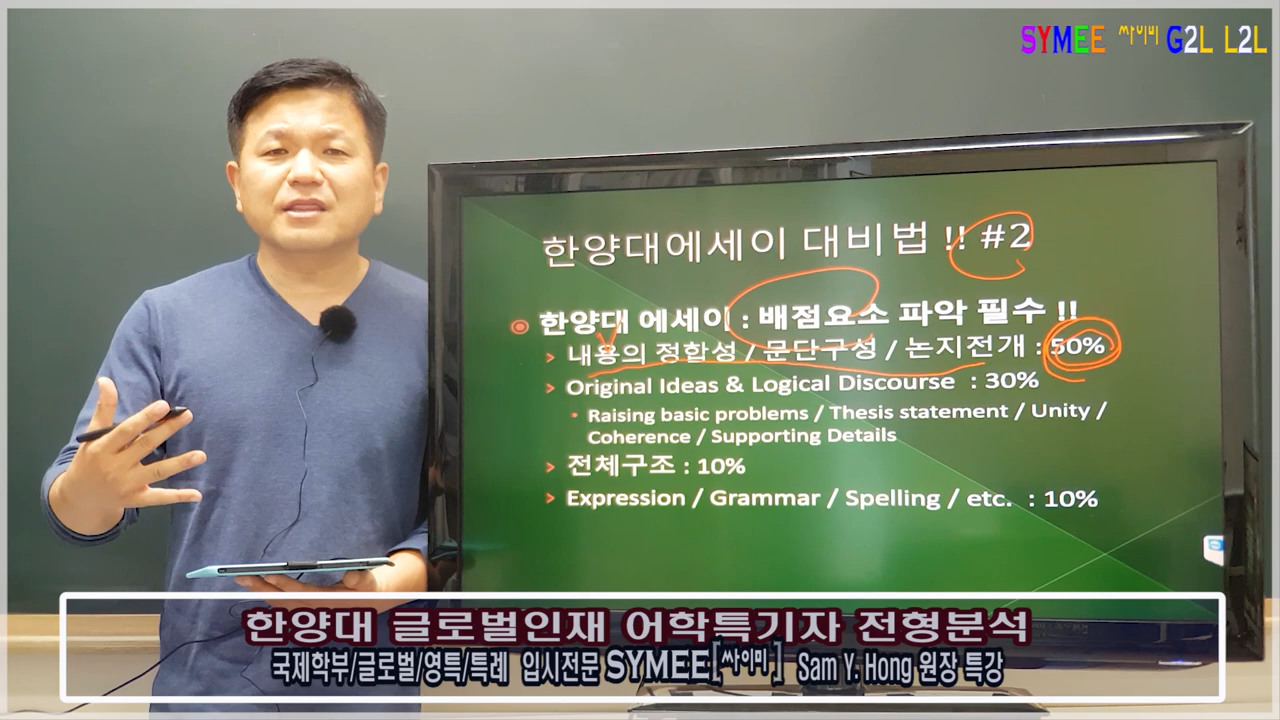 SYMEE 싸이미 G2L L2L
한양대에세이 대비법 !! #2
한양대 에세이 : 배점요소 파악 필수 !!
내용의 정합성 / 문단구성 / 논지전개 : 50%
Original Ideas & Logical Discourse : 30%
Raising basic problems / Thesis statement / Unity /
Coherence / Supporting Details
전체구조 : 10%
Expression / Grammar / Spelling / etc. : 10%
한양대 글로벌인재 어학특기자 전형분석
국제학부/글로벌/영특/특례 입시전문 SYMEE[싸이미] Sam Y. Hong 원장 특강